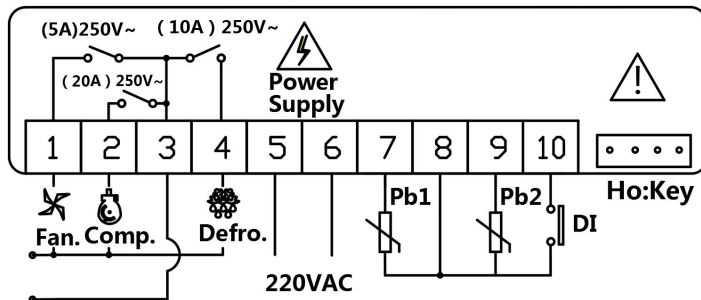 (5A)250V~ ( 10A ) 250V~
( 20A ) 250V~
Power
Supply
1 2 3 4 5 6 7 8 9 10
Ho:Key
Pb1 Pb2
Fan. Comp. Defro. DI
220VAC